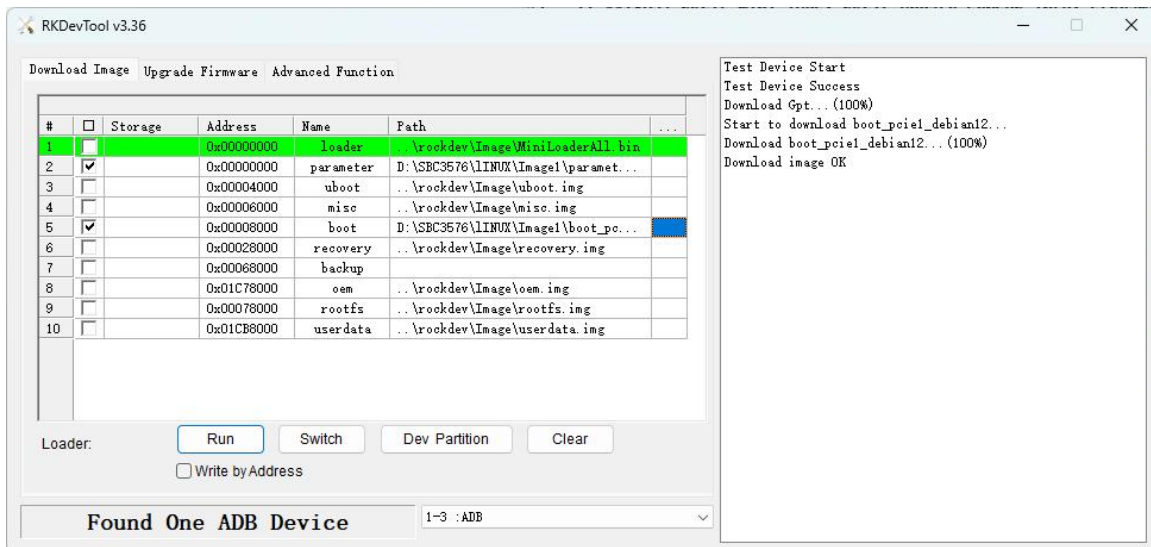 RKDevTool v3.36
Download Image Upgrade Firmware Advanced Function
# Storage Address Name Path ...
1 0x00000000 loader ..\rockdev\Image\MiniLoaderAll.bin
2 0x00000000 parameter D:\SBC3576\lINUX\Image1\paramet...
3 0x00004000 uboot ..\rockdev\Image\uboot.img
4 0x00006000 misc ..\rockdev\Image\misc.img
5 0x00008000 boot D:\SBC3576\lINUX\Image1\boot_pc...
6 0x00028000 recovery ..\rockdev\Image\recovery.img
7 0x00068000 backup
8 0x01C78000 oem ..\rockdev\Image\oem.img
9 0x00078000 rootfs ..\rockdev\Image\rootfs.img
10 0x01CB8000 userdata ..\rockdev\Image\userdata.img
Loader: Run Switch Dev Partition Clear
Write by Address
Found One ADB Device 1-3 :ADB
Test Device Start
Test Device Success
Download Gpt...(100%)
Start to download boot_pcie1_debian12...
Download boot_pcie1_debian12...(100%)
Download image OK